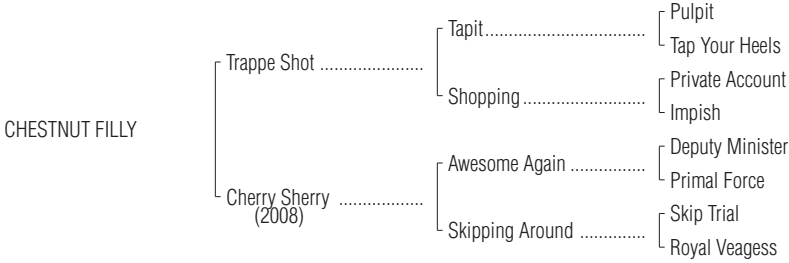 Pulpit
Tapit
Tap Your Heels
Trappe Shot
Private Account
Shopping
Impish
CHESTNUT FILLY
Deputy Minister
Awesome Again
Primal Force
Cherry Sherry
(2008)
Skip Trial
Skipping Around
Royal Veagess